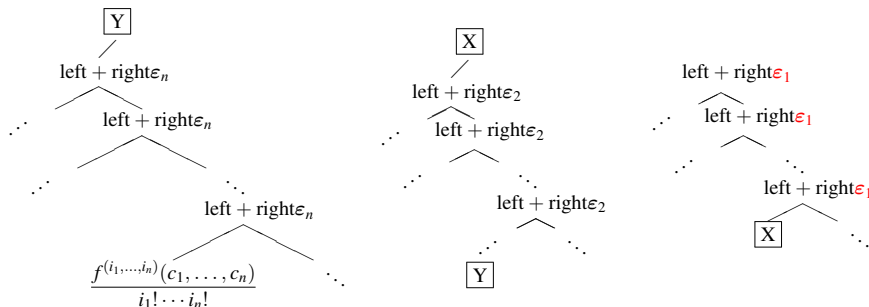 Y
left + rightεₙ
left + rightεₙ
left + rightεₙ
f^{(i₁,…,iₙ)}(c₁, …, cₙ)
i₁! ⋯ iₙ!
X
left + rightε₂
left + rightε₂
left + rightε₂
Y
left + rightε₁
left + rightε₁
left + rightε₁
X